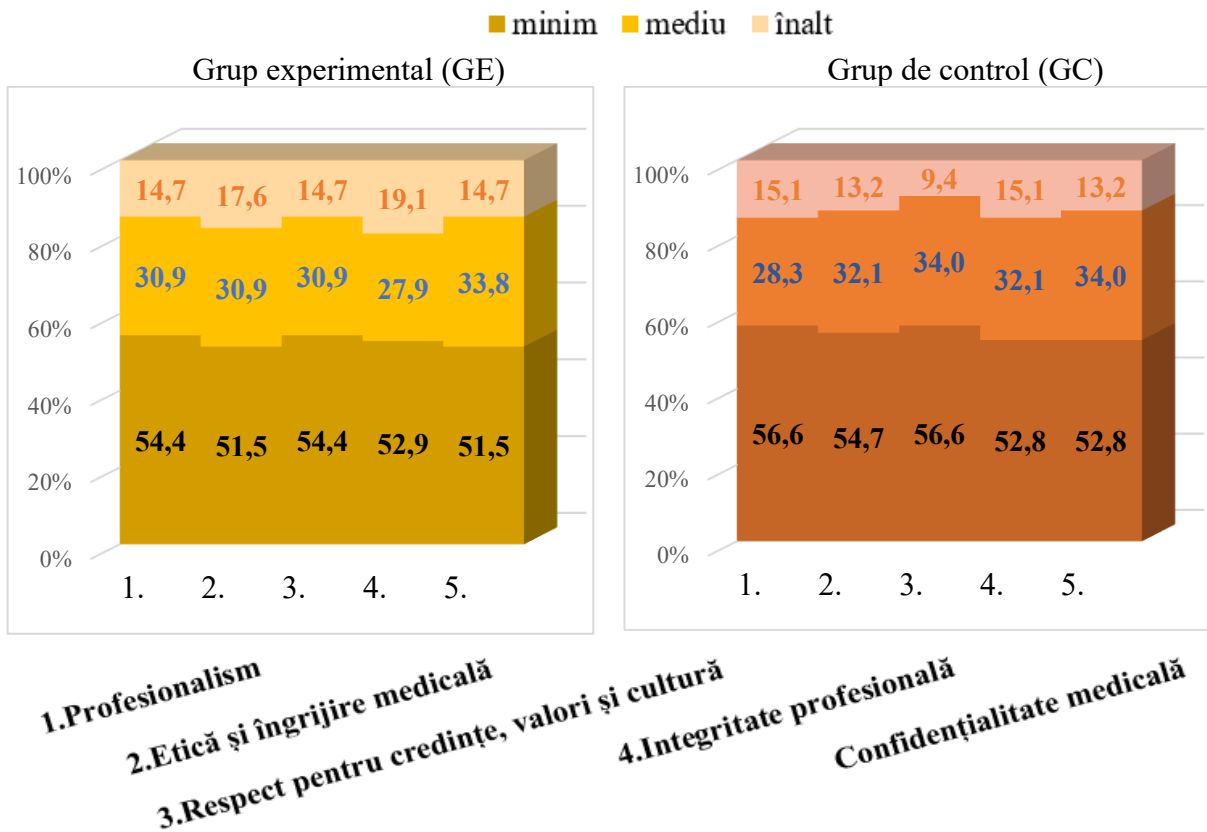 minim mediu înalt
Grup experimental (GE)
Grup de control (GC)
100%
80%
60%
40%
20%
0%
14,7 17,6 14,7 19,1 14,7
30,9 30,9 30,9 27,9 33,8
54,4 51,5 54,4 52,9 51,5
1. 2. 3. 4. 5.
100%
80%
60%
40%
20%
0%
15,1 13,2 9,4 15,1 13,2
28,3 32,1 34,0 32,1 34,0
56,6 54,7 56,6 52,8 52,8
1. 2. 3. 4. 5.
1.Profesionalism
2.Etică și îngrijire medicală
3.Respect pentru credințe, valori și cultură
4.Integritate profesională
Confidențialitate medicală